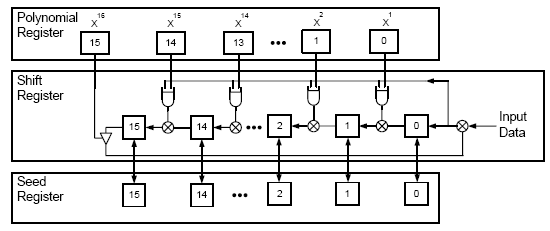 Polynomial
Register
X16 X15 X14 X2 X1
15 14 13 ••• 1 0
Shift
Register
15 14 ••• 2 1 0
Input
Data
Seed
Register
15 14 ••• 2 1 0